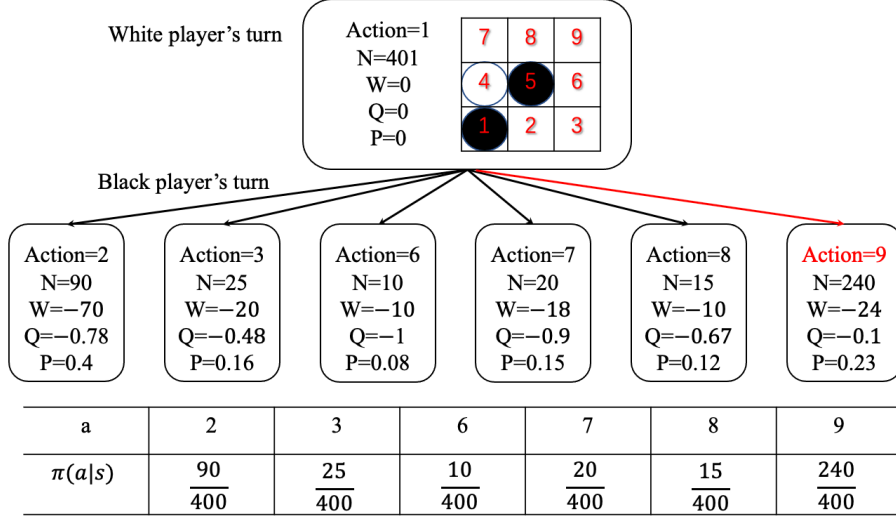 White player's turn
Action=1
N=401
W=0
Q=0
P=0
7 8 9
4 5 6
1 2 3
Black player's turn
Action=2
N=90
W=−70
Q=−0.78
P=0.4
Action=3
N=25
W=−20
Q=−0.48
P=0.16
Action=6
N=10
W=−10
Q=−1
P=0.08
Action=7
N=20
W=−18
Q=−0.9
P=0.15
Action=8
N=15
W=−10
Q=−0.67
P=0.12
Action=9
N=240
W=−24
Q=−0.1
P=0.23
a 2 3 6 7 8 9
π(a|s) 90/400 25/400 10/400 20/400 15/400 240/400